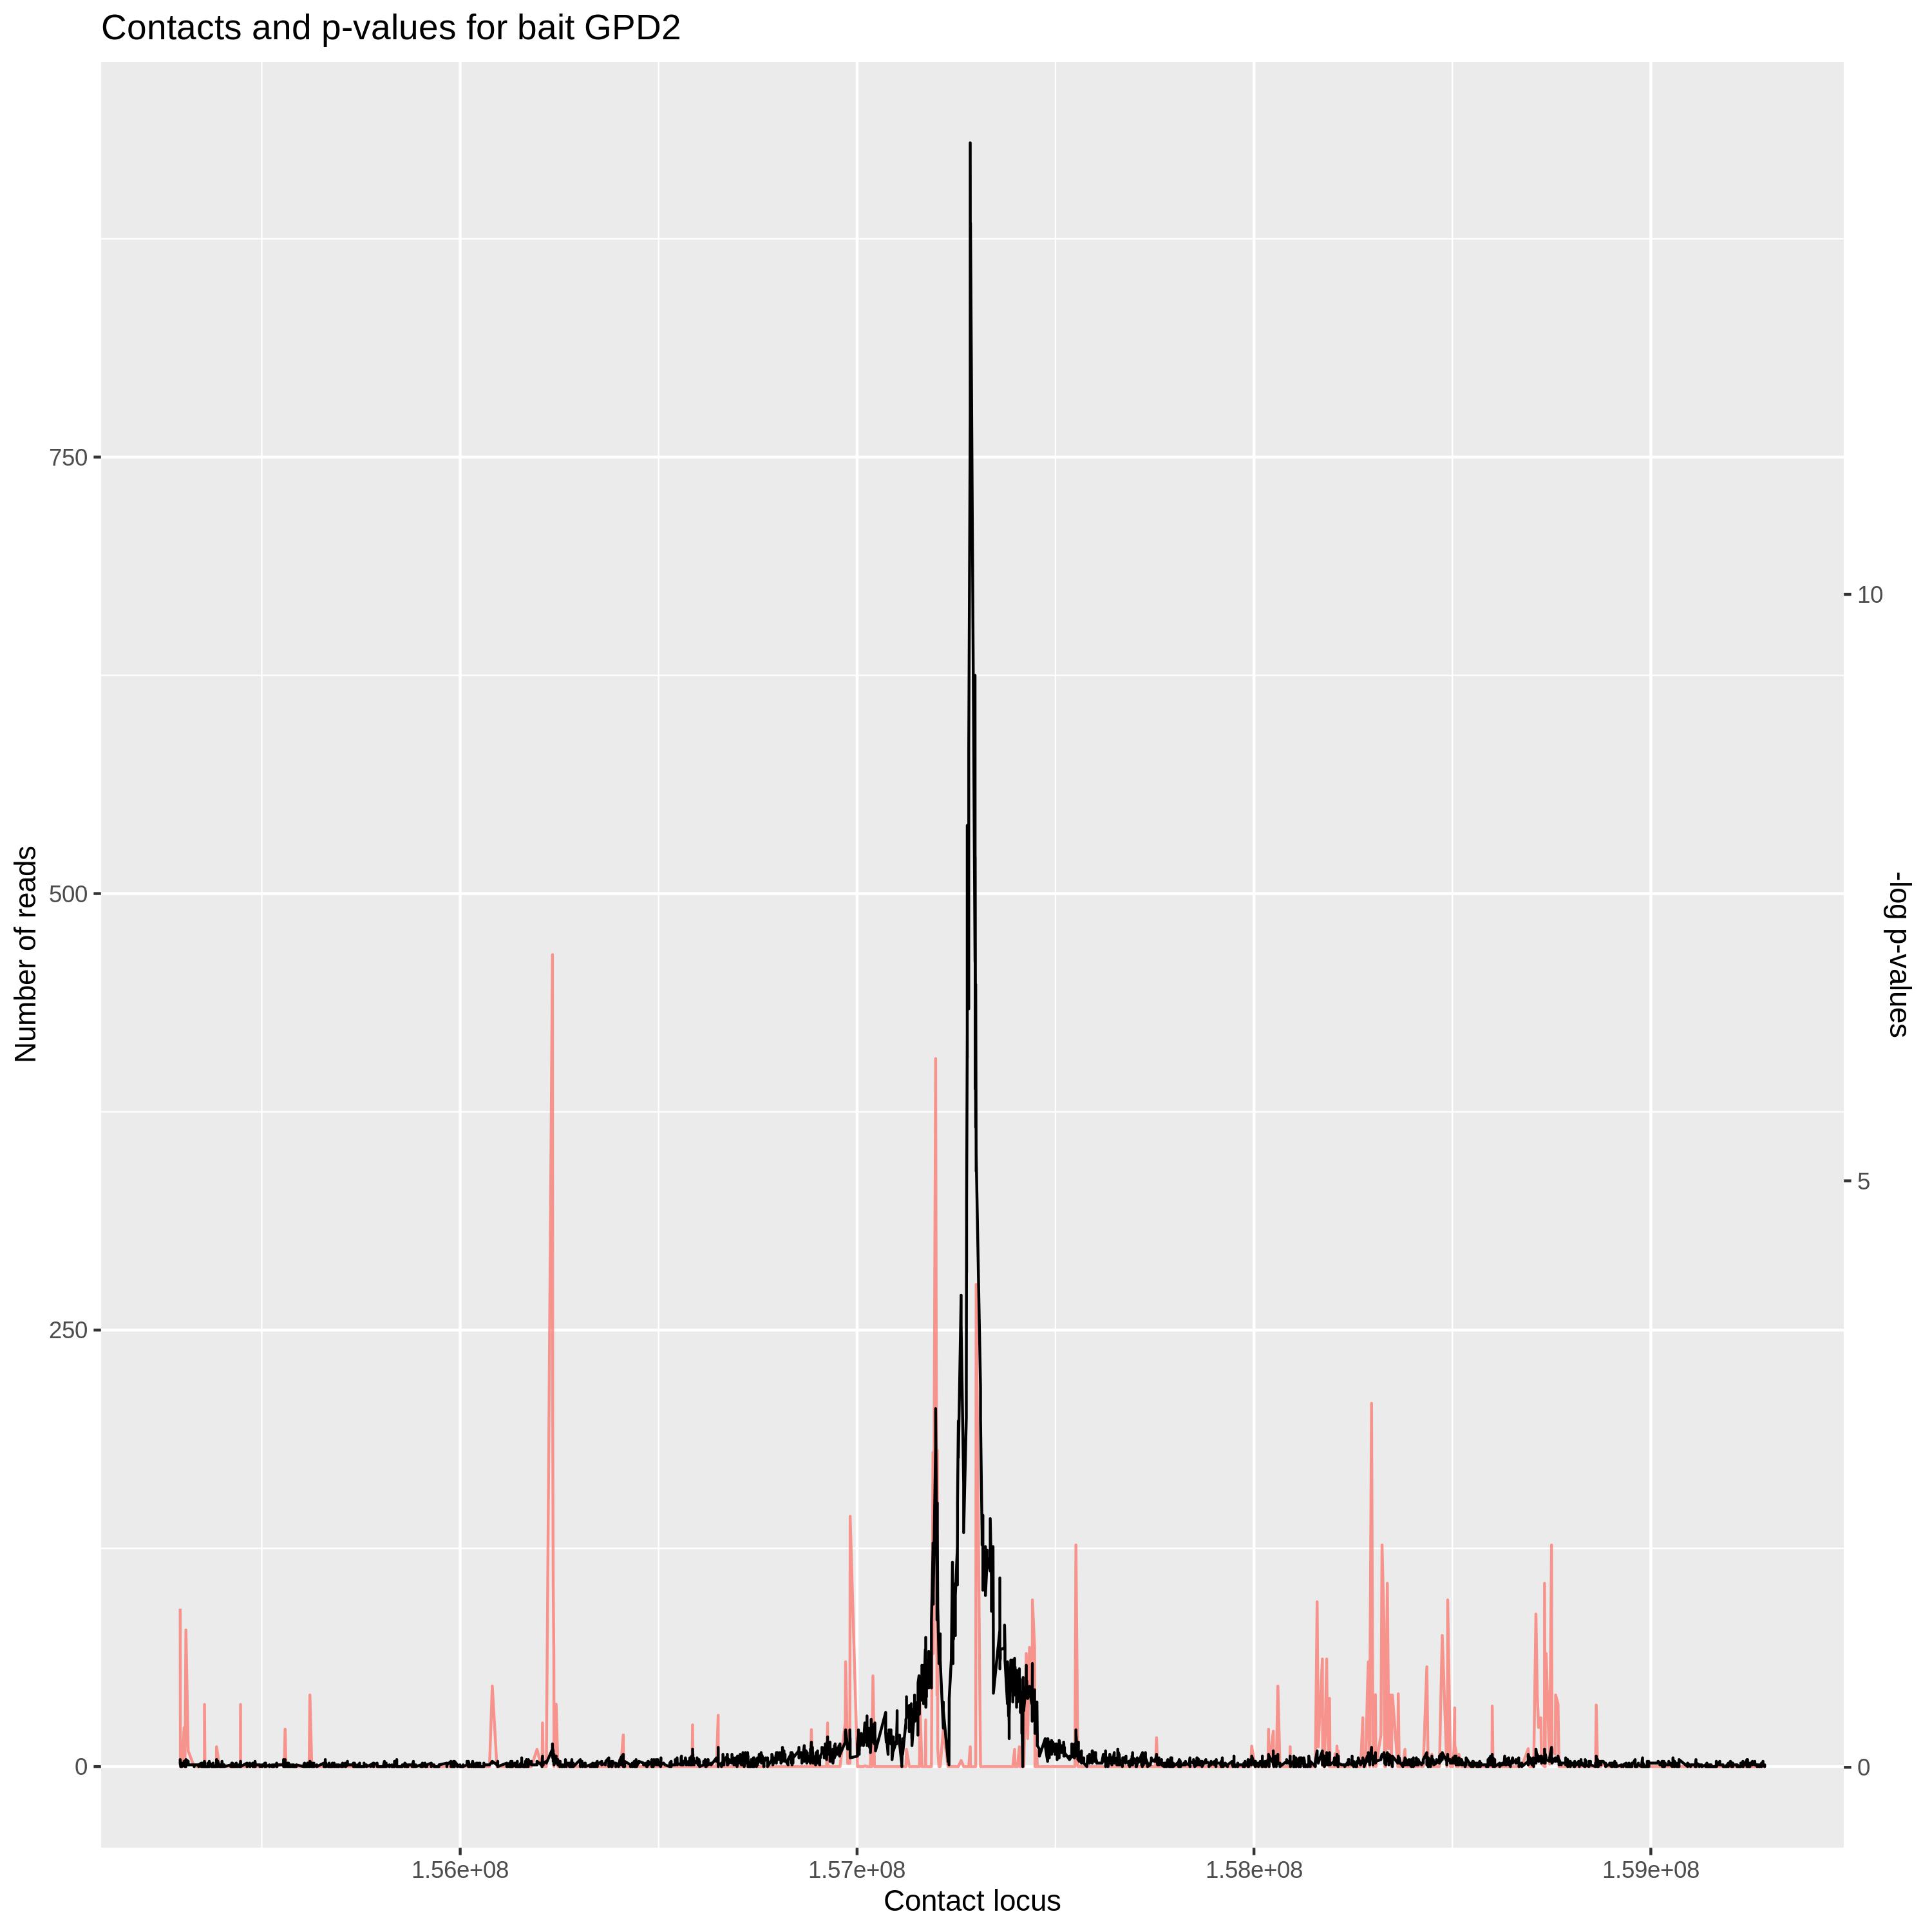 Contacts and p-values for bait GPD2
Number of reads
750
500
250
0
10
5
0
-log p-values
1.56e+08
1.57e+08
1.58e+08
1.59e+08
Contact locus